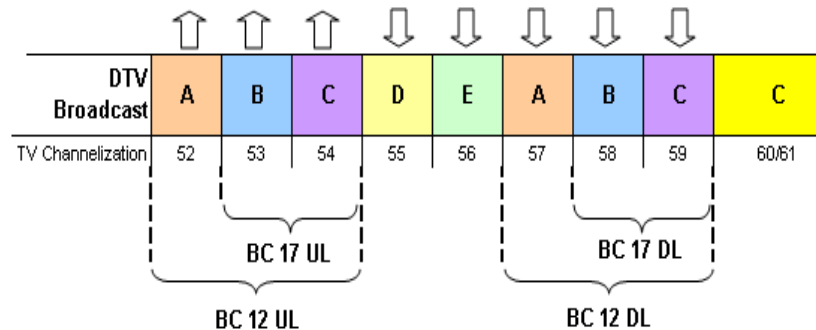 DTV
Broadcast
A B C D E A B C C
TV Channelization 52 53 54 55 56 57 58 59 60/61
BC 17 UL BC 17 DL
BC 12 UL BC 12 DL